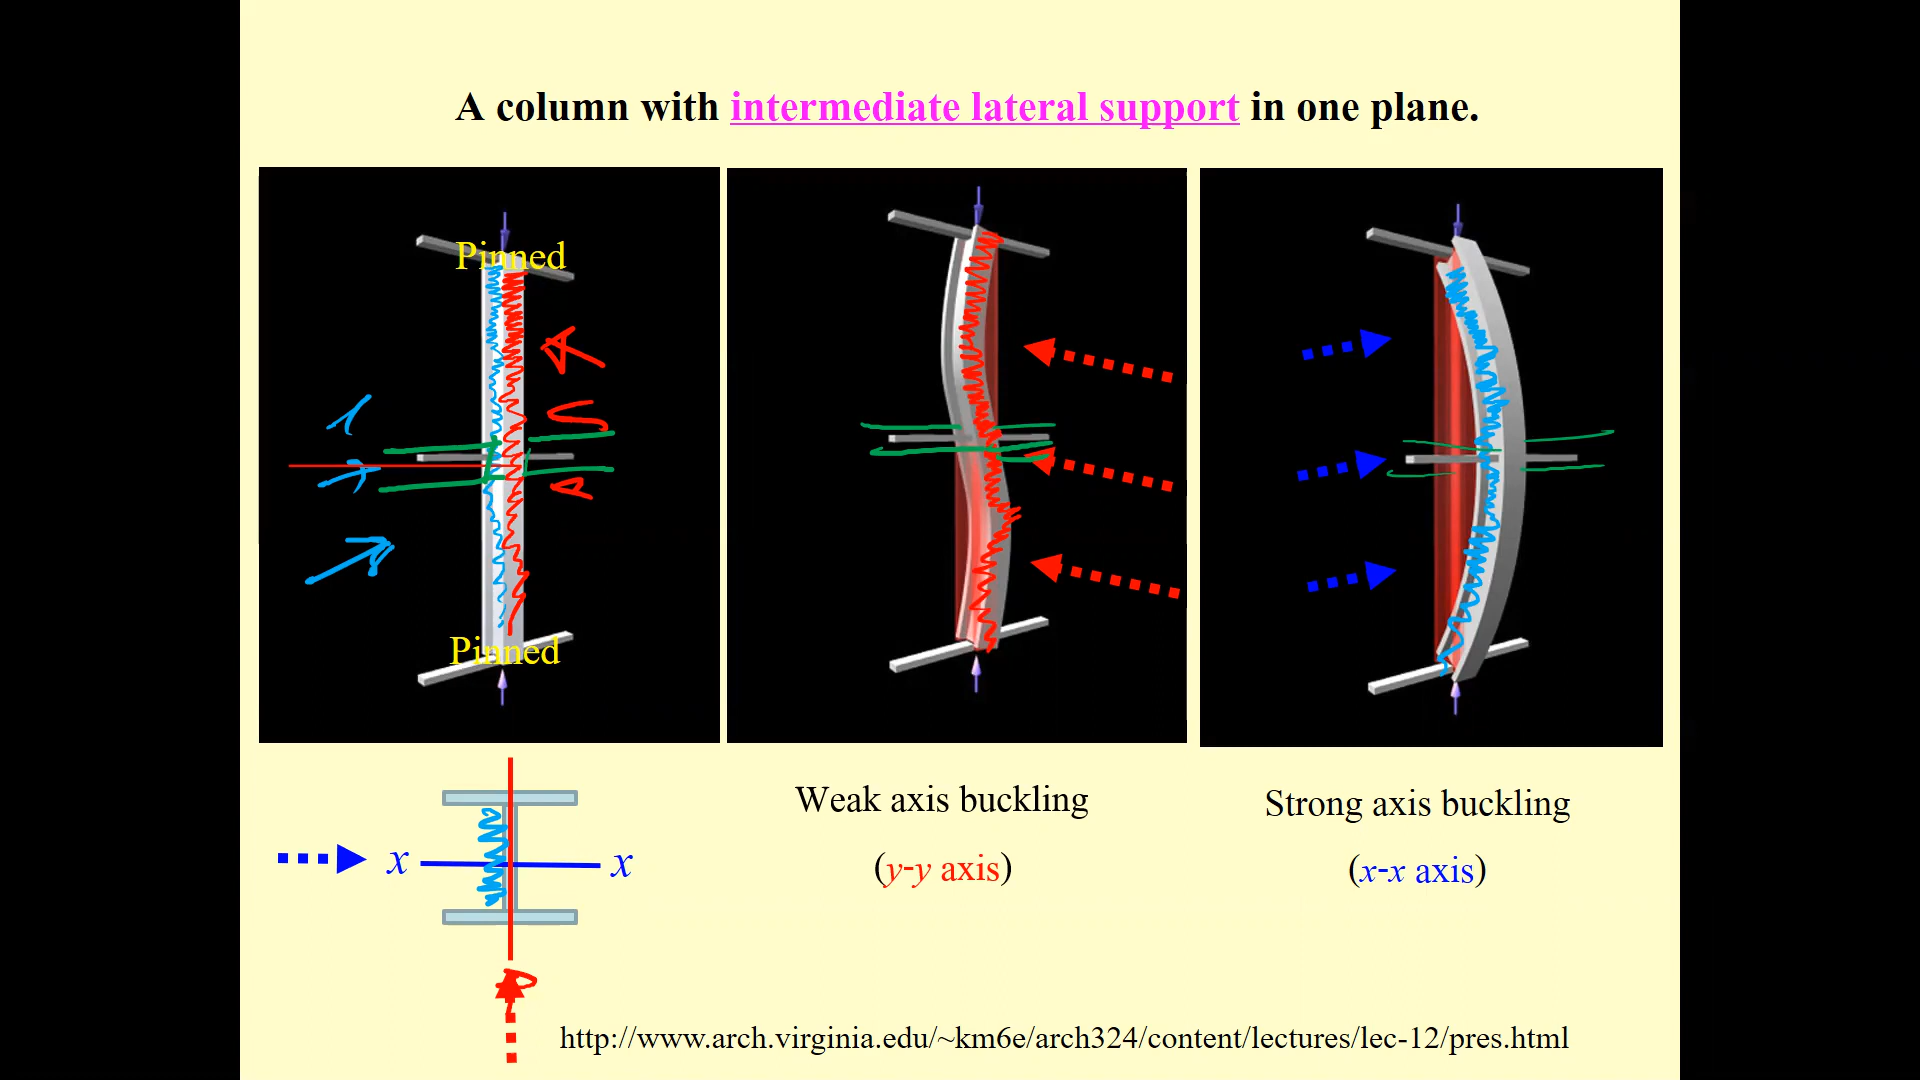 A column with intermediate lateral support in one plane.
Pinned
Pinned
x x
Weak axis buckling
(y-y axis)
Strong axis buckling
(x-x axis)
http://www.arch.virginia.edu/~km6e/arch324/content/lectures/lec-12/pres.html